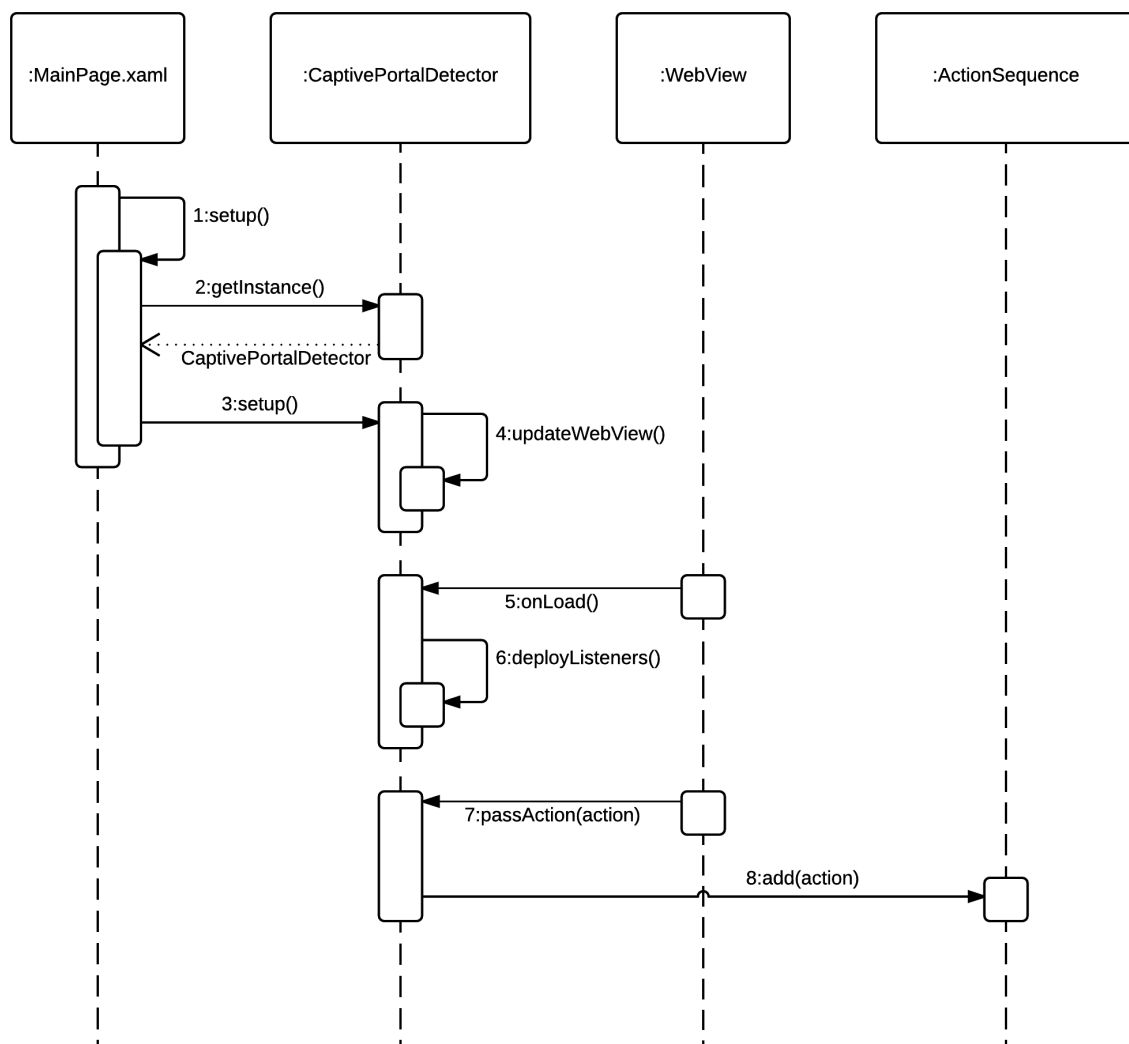 :MainPage.xaml
:CaptivePortalDetector
:WebView
:ActionSequence
1:setup()
2:getInstance()
CaptivePortalDetector
3:setup()
4:updateWebView()
5:onLoad()
6:deployListeners()
7:passAction(action)
8:add(action)